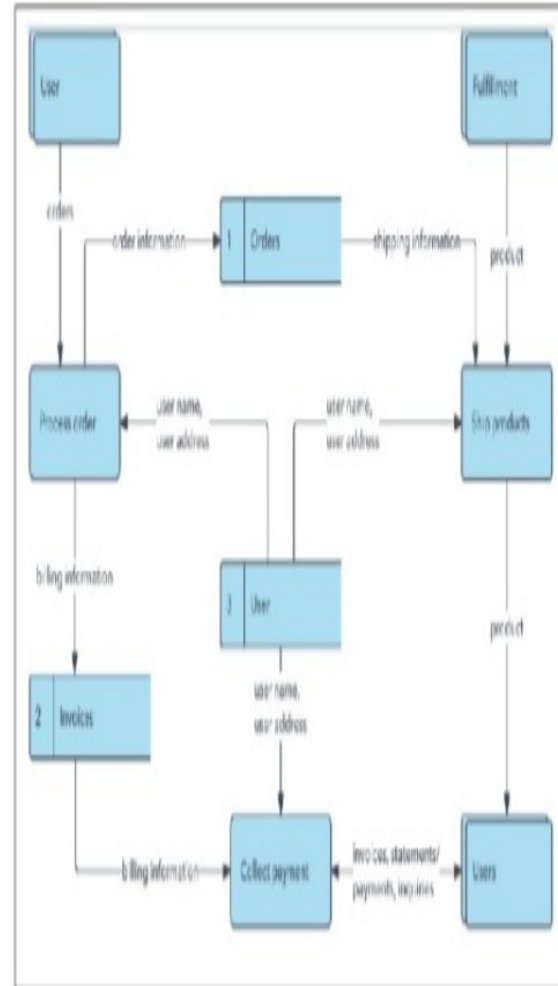 User
Fulfillment
orders
order information
1 Orders
shipping information
product
Process order
user name,
user address
user name,
user address
Ship products
billing information
3 User
product
2 Invoices
user name,
user address
billing information
Collect payment
invoices, statements/
payments, inquiries
Users